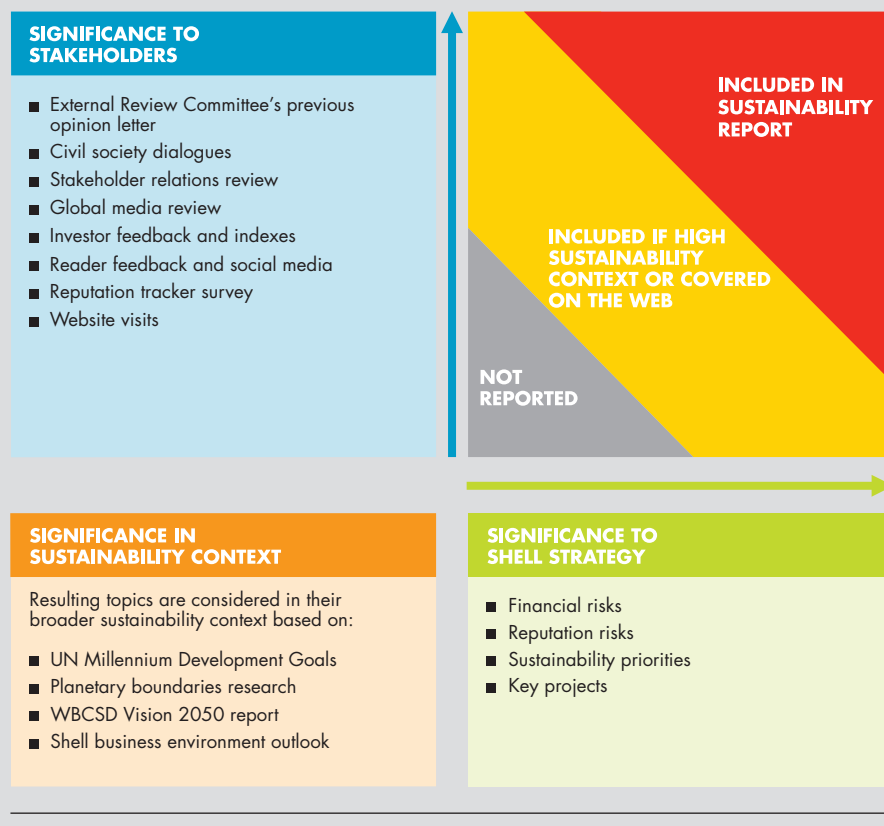 SIGNIFICANCE TO
STAKEHOLDERS
External Review Committee's previous
opinion letter
Civil society dialogues
Stakeholder relations review
Global media review
Investor feedback and indexes
Reader feedback and social media
Reputation tracker survey
Website visits
INCLUDED IN
SUSTAINABILITY
REPORT
INCLUDED IF HIGH
SUSTAINABILITY
CONTEXT OR COVERED
ON THE WEB
NOT
REPORTED
SIGNIFICANCE IN
SUSTAINABILITY CONTEXT
Resulting topics are considered in their
broader sustainability context based on:
UN Millennium Development Goals
Planetary boundaries research
WBCSD Vision 2050 report
Shell business environment outlook
SIGNIFICANCE TO
SHELL STRATEGY
Financial risks
Reputation risks
Sustainability priorities
Key projects